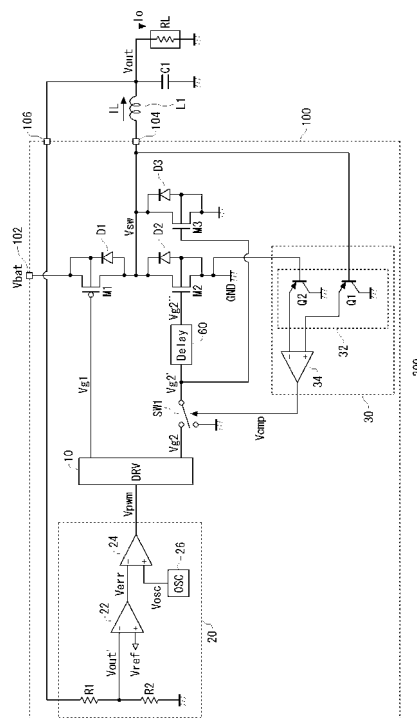 106
Vbat
102
100
Vout
Io
RL
IL
L1
C1
104
D1
M1
Vsw
D2
D3
M2
M3
GND
Vg1
Vg2''
Delay
60
Vg2'
SW1
Vg2
10
DRV
Vpwm
Vcmp
34
32
30
Q2
Q1
24
26
OSC
Vosc
Verr
22
20
Vout'
Vref
R1
R2